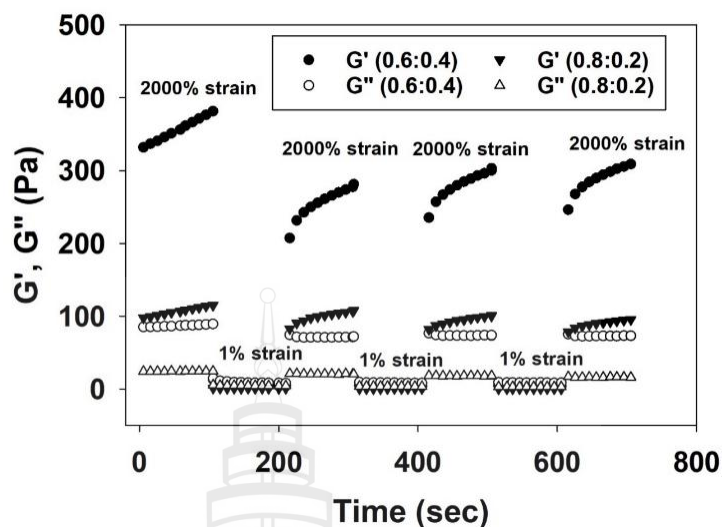 500
400
300
200
100
0
G', G'' (Pa)
G' (0.6:0.4) G' (0.8:0.2)
G'' (0.6:0.4) G'' (0.8:0.2)
2000% strain
2000% strain 2000% strain 2000% strain
1% strain 1% strain 1% strain
0 200 400 600 800
Time (sec)